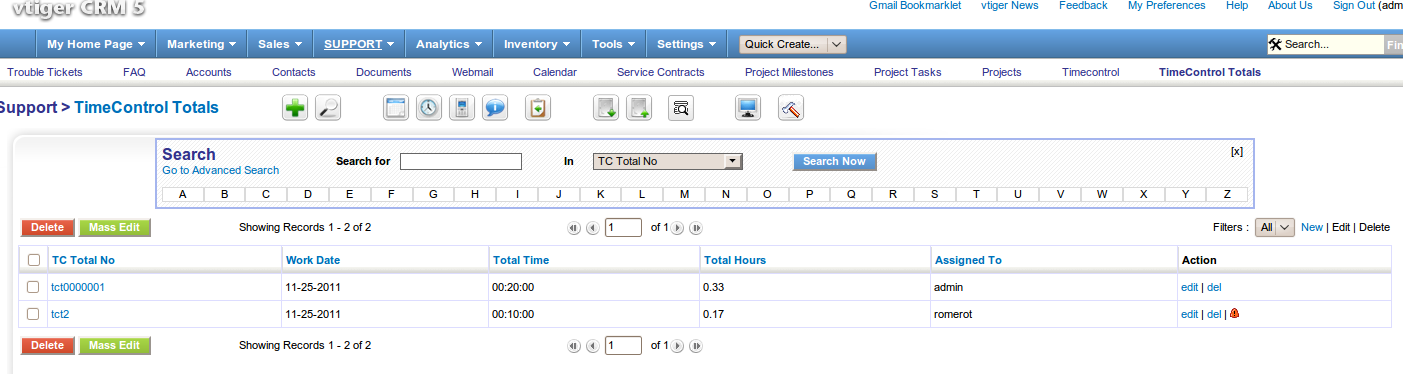 vtiger CRM 5
Gmail Bookmarklet vtiger News Feedback My Preferences Help About Us Sign Out (adm
My Home Page Marketing Sales SUPPORT Analytics Inventory Tools Settings Quick Create... Search... Fin
Trouble Tickets FAQ Accounts Contacts Documents Webmail Calendar Service Contracts Project Milestones Project Tasks Projects Timecontrol TimeControl Totals
Support > TimeControl Totals
Search
Go to Advanced Search
Search for In TC Total No Search Now [x]
A B C D E F G H I J K L M N O P Q R S T U V W X Y Z
Delete Mass Edit Showing Records 1 - 2 of 2 1 of 1 Filters : All New | Edit | Delete
TC Total No Work Date Total Time Total Hours Assigned To Action
tct0000001 11-25-2011 00:20:00 0.33 admin edit | del
tct2 11-25-2011 00:10:00 0.17 romerot edit | del |
Delete Mass Edit Showing Records 1 - 2 of 2 1 of 1